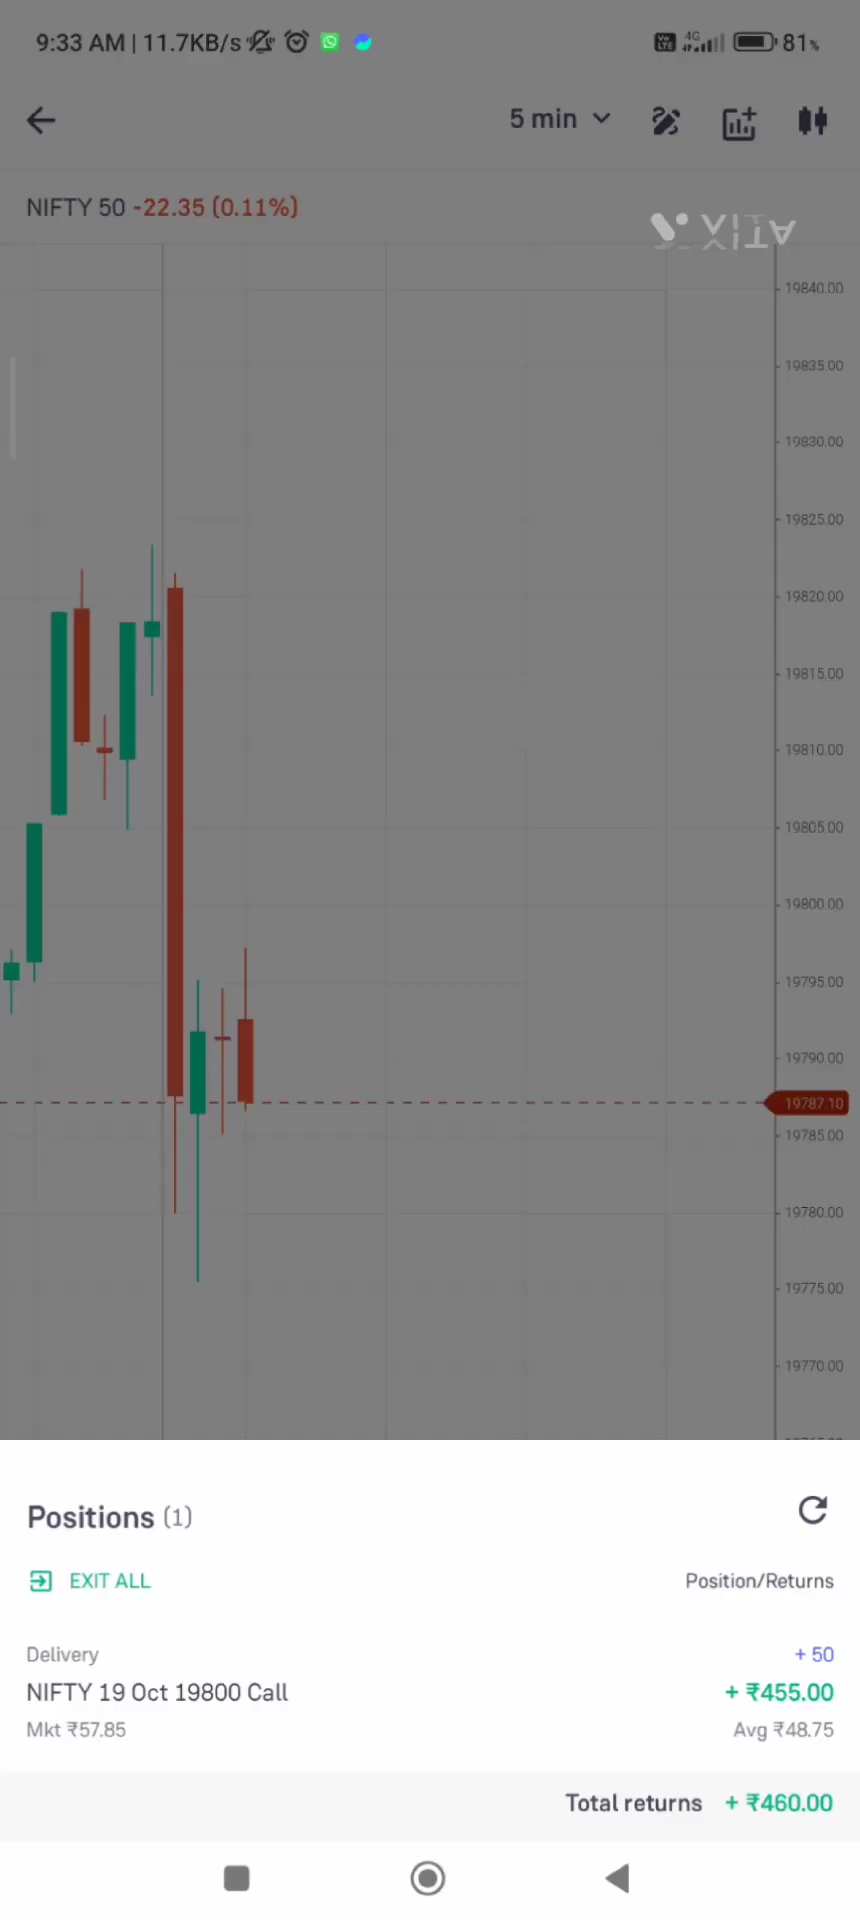 9:33 AM | 11.7KB/s 4G 81%
5 min
NIFTY 50 -22.35 (0.11%)
VITA
19840.00
19835.00
19830.00
19825.00
19820.00
19815.00
19810.00
19805.00
19800.00
19795.00
19790.00
19787.10
19785.00
19780.00
19775.00
19770.00
Positions (1)
EXIT ALL Position/Returns
Delivery + 50
NIFTY 19 Oct 19800 Call + ₹455.00
Mkt ₹57.85 Avg ₹48.75
Total returns + ₹460.00